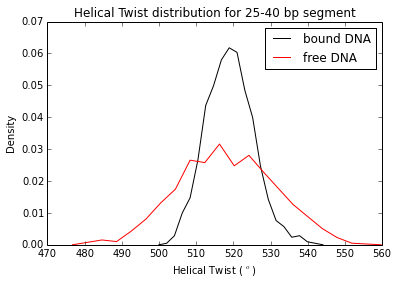 Helical Twist distribution for 25-40 bp segment
0.07
0.06
0.05
0.04
0.03
0.02
0.01
0.00
Density
bound DNA
free DNA
470 480 490 500 510 520 530 540 550 560
Helical Twist ( ° )